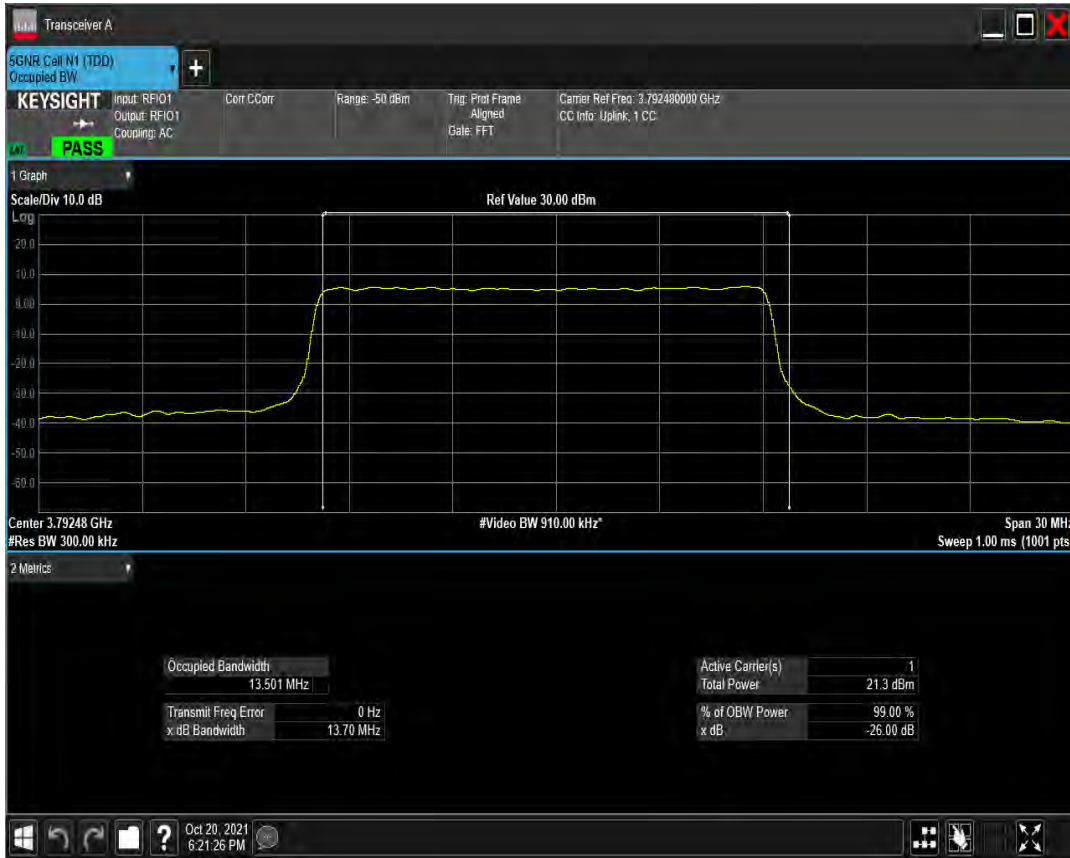 Transceiver A
5GNR Cell N1 (TDD)
Occupied BW
+
KEYSIGHT Input: RFIO1 Corr CCorr Range: -50 dBm Trig: Prot Frame Carrier Ref Freq: 3.792480000 GHz
Output: RFIO1 Aligned CC Info: Uplink, 1 CC
Coupling: AC Gate: FFT
PASS
1 Graph
Scale/Div 10.0 dB Ref Value 30.00 dBm
Log
20.0
10.0
0.00
-10.0
-20.0
-30.0
-40.0
-50.0
-60.0
Center 3.79248 GHz #Video BW 910.00 kHz* Span 30 MHz
#Res BW 300.00 kHz Sweep 1.00 ms (1001 pts
2 Metrics
Occupied Bandwidth Active Carrier(s) 1
13.501 MHz Total Power 21.3 dBm
Transmit Freq Error 0 Hz % of OBW Power 99.00 %
x dB Bandwidth 13.70 MHz x dB -26.00 dB
? Oct 20, 2021
6:21:26 PM